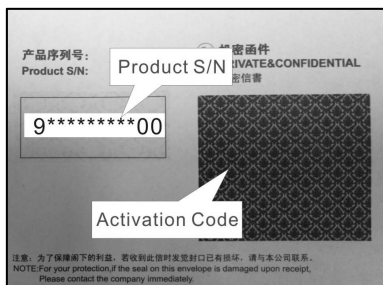 产品序列号:
Product S/N:
密函件
RIVATE&CONFIDENTIAL
密信書
Product S/N
9*********00
Activation Code
注意：为了保障阁下的利益，若收到此信时发觉封口已有损坏，请与本公司联系。
NOTE:For your protection,if the seal on this envelope is damaged upon receipt,
Please contact the company immediately.